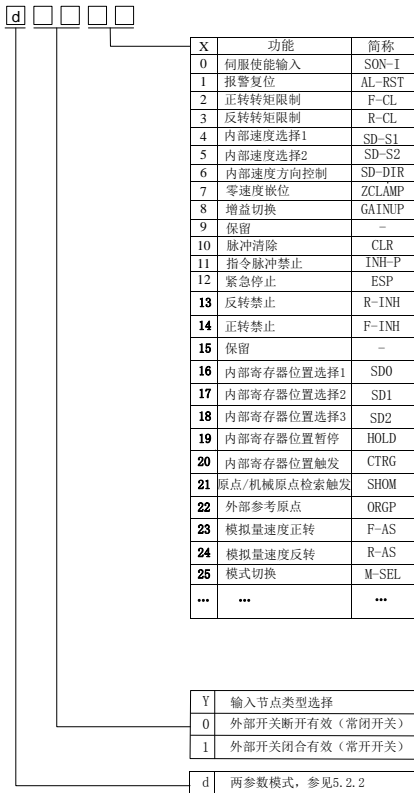 d
X 功能 简称
0 伺服使能输入 SON-I
1 报警复位 AL-RST
2 正转转矩限制 F-CL
3 反转转矩限制 R-CL
4 内部速度选择1 SD-S1
5 内部速度选择2 SD-S2
6 内部速度方向控制 SD-DIR
7 零速度嵌位 ZCLAMP
8 增益切换 GAINUP
9 保留 -
10 脉冲清除 CLR
11 指令脉冲禁止 INH-P
12 紧急停止 ESP
13 反转禁止 R-INH
14 正转禁止 F-INH
15 保留 -
16 内部寄存器位置选择1 SD0
17 内部寄存器位置选择2 SD1
18 内部寄存器位置选择3 SD2
19 内部寄存器位置暂停 HOLD
20 内部寄存器位置触发 CTRG
21 原点/机械原点检索触发 SHOM
22 外部参考原点 ORGP
23 模拟量速度正转 F-AS
24 模拟量速度反转 R-AS
25 模式切换 M-SEL
… … …
Y 输入节点类型选择
0 外部开关断开有效（常闭开关）
1 外部开关闭合有效（常开开关）
d 两参数模式，参见5.2.2